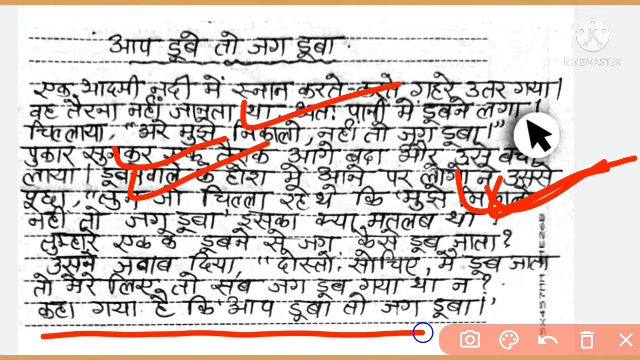 आप डूबे तो जग डूबा
एक आदमी नदी में स्नान करते-करते गहरे उतर गया।
वह तैरना नहीं जानता था अतः पानी में डूबने लगा।
चिल्लाया, "अरे मुझे निकालो, नहीं तो जग डूबा।"
पुकार सुनकर एक तैराक आगे बढ़ा और उसे
लाया। डूबने वाले के होश में आने पर लोगों ने उससे
पूछा, जो चिल्ला रहे थे कि मुझे निकालो
नहीं तो जग डूबा' इसका क्या मतलब था?
तुम्हारे एक के डूबने से जग कैसे डूब जाता?
उसने जवाब दिया, "दोस्तो, सोचिए, मैं डूब जाता
तो मेरे लिए तो सब जग डूब गया था न?
कहा गया है कि 'आप डूबा तो जग डूबा।'
KINEMASTER